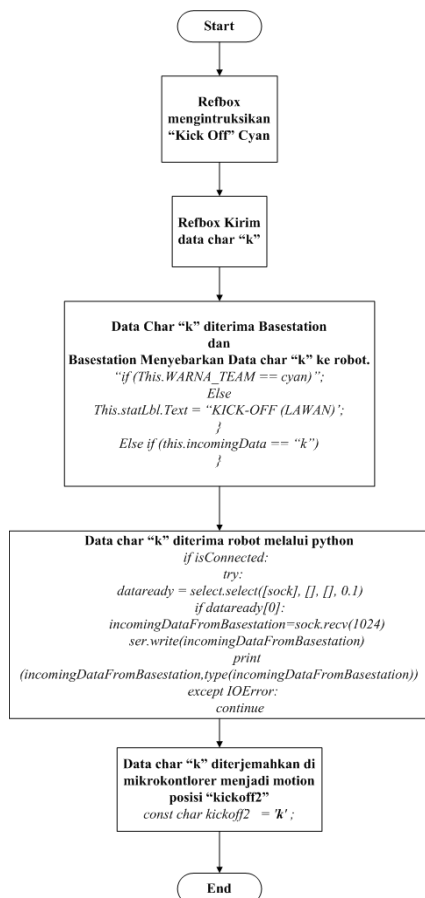 Start
Refbox
mengintruksikan
“Kick Off” Cyan
Refbox Kirim
data char “k”
Data Char “k” diterima Basestation
dan
Basestation Menyebarkan Data char “k” ke robot.
“if (This.WARNA_TEAM == cyan)”;
Else
This.statLbl.Text = “KICK-OFF (LAWAN)’;
}
Else if (this.incomingData == “k”)
}
Data char “k” diterima robot melalui python
if isConnected:
try:
dataready = select.select([sock], [], [], 0.1)
if dataready[0]:
incomingDataFromBasestation=sock.recv(1024)
ser.write(incomingDataFromBasestation)
print
(incomingDataFromBasestation,type(incomingDataFromBasestation))
except IOError:
continue
Data char “k” diterjemahkan di
mikrokontlorer menjadi motion
posisi “kickoff2”
const char kickoff2 = 'k' ;
End